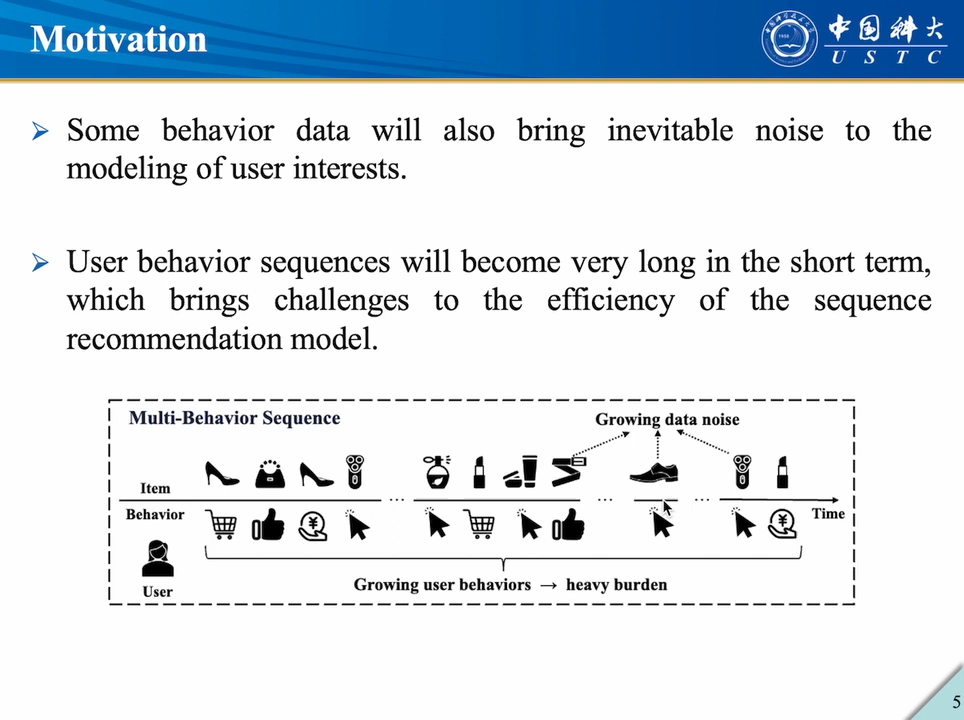 Motivation
中国科大
USTC
➢ Some behavior data will also bring inevitable noise to the
modeling of user interests.
➢ User behavior sequences will become very long in the short term,
which brings challenges to the efficiency of the sequence
recommendation model.
Multi-Behavior Sequence
Growing data noise
Item
... ... ...
Behavior
Time
User
Growing user behaviors → heavy burden
5